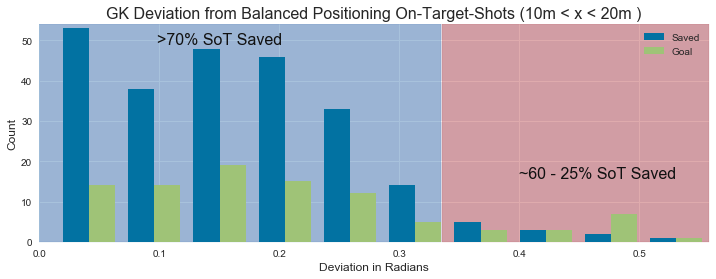 GK Deviation from Balanced Positioning On-Target-Shots (10m < x < 20m )
>70% SoT Saved
Saved
Goal
~60 - 25% SoT Saved
Count
50
40
30
20
10
0
0.0 0.1 0.2 0.3 0.4 0.5
Deviation in Radians